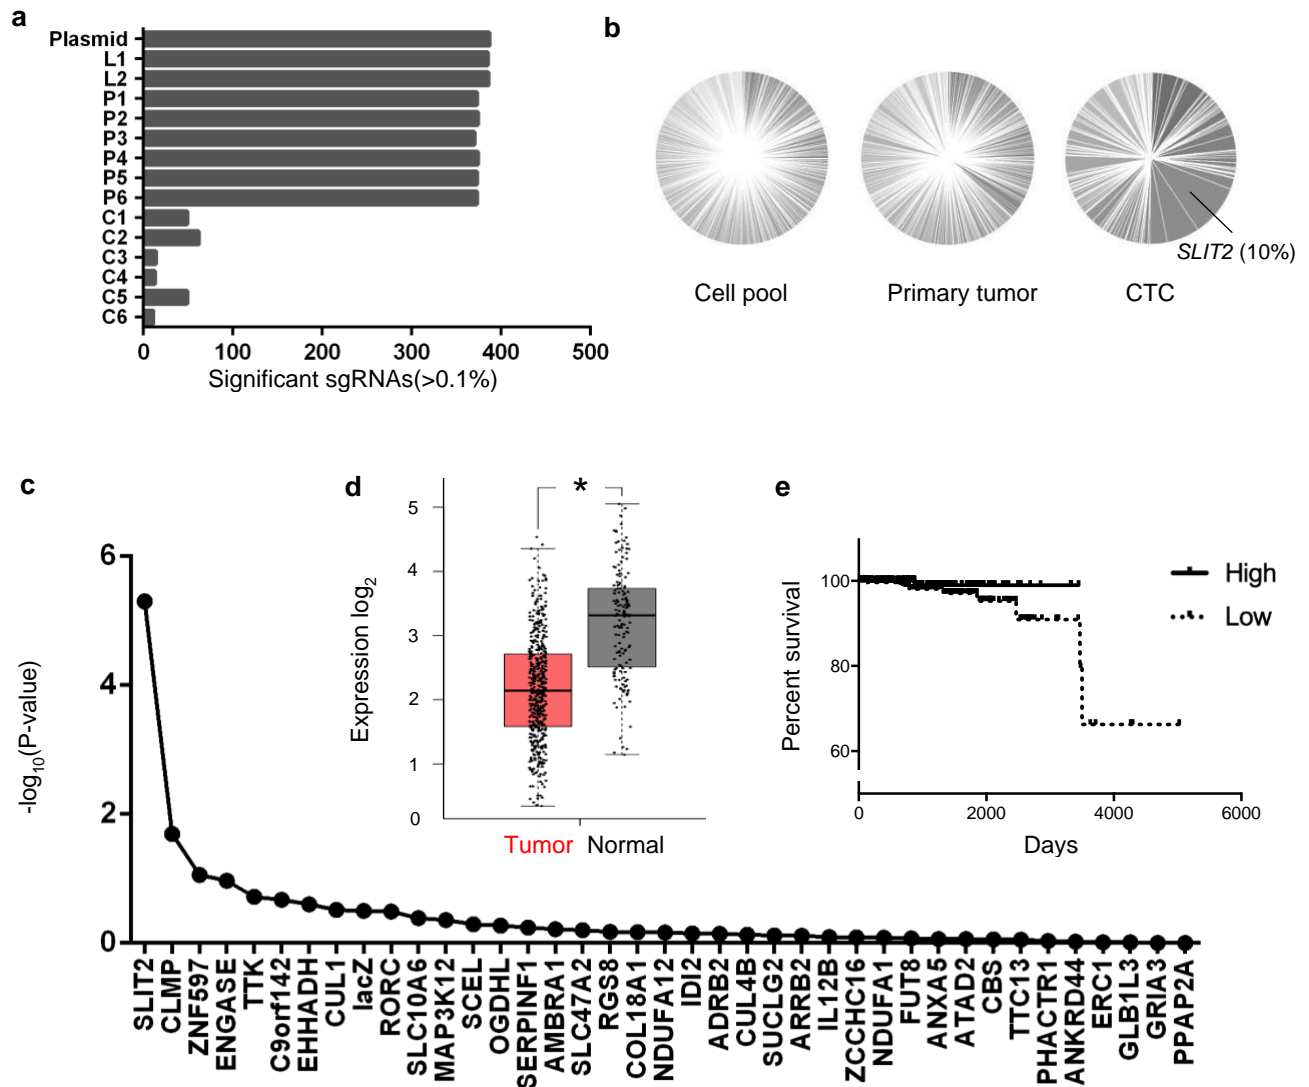 a
Plasmid
L1
L2
P1
P2
P3
P4
P5
P6
C1
C2
C3
C4
C5
C6
0 100 200 300 400 500
Significant sgRNAs(>0.1%)
b
SLIT2 (10%)
Cell pool Primary tumor CTC
c
-log10(P-value)
6
4
2
0
SLIT2
CLMP
ZNF597
ENGASE
TTK
C9orf142
EHHADH
CUL1
lacZ
RORC
SLC10A6
MAP3K12
SCEL
OGDHL
SERPINF1
AMBRA1
SLC47A2
RGS8
COL18A1
NDUFA12
IDI2
ADRB2
CUL4B
SUCLG2
ARRB2
IL12B
ZCCHC16
NDUFA1
FUT8
ANXA5
ATAD2
CBS
TTC13
PHACTR1
ANKRD44
ERC1
GLB1L3
GRIA3
PPAP2A
d
Expression log2
5
4
3
2
1
0
*
Tumor Normal
e
Percent survival
100
80
60
0 2000 4000 6000
Days
High
Low